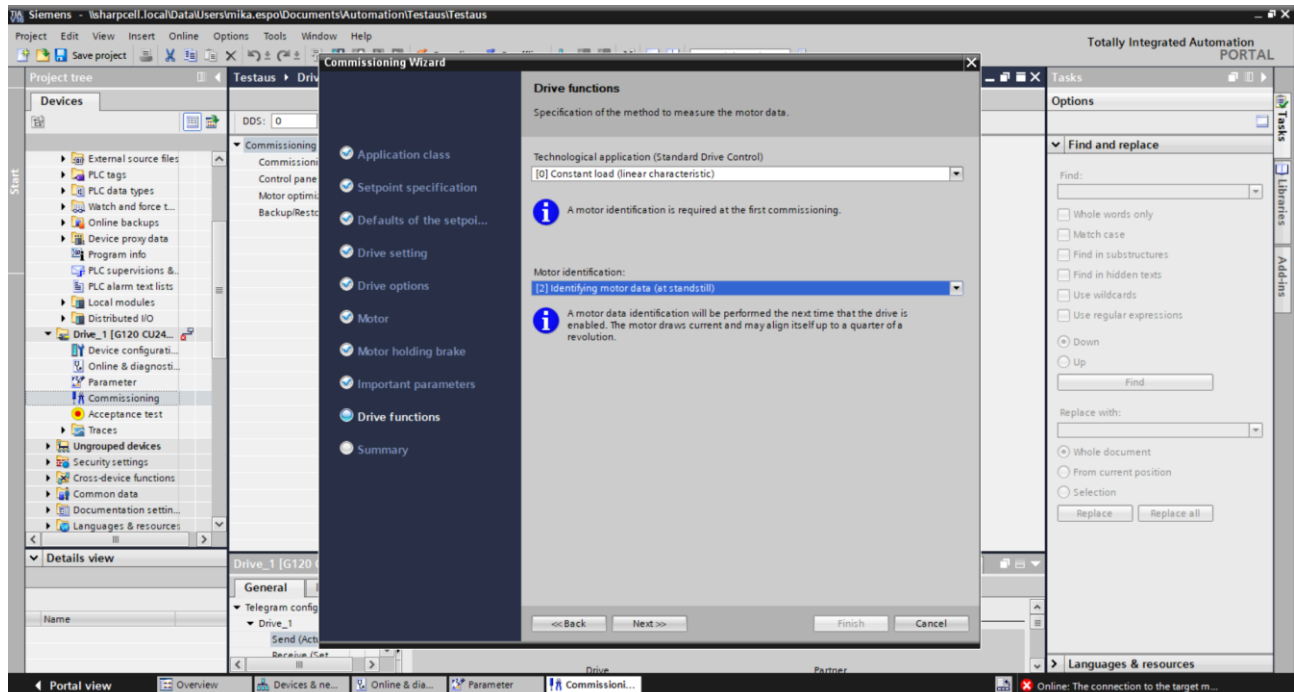 Siemens - \\sharpcell.local\Data\Users\mika.espo\Documents\Automation\Testaus\Testaus
Project Edit View Insert Online Options Tools Window Help
Totally Integrated Automation
PORTAL
Save project
Commissioning Wizard
Project tree
Testaus
Tasks
Devices
Options
DDS: 0
Commissioning
Control pane
Find and replace
External source files
PLC tags
PLC data types
Watch and force t...
Online backups
Device proxy data
Program info
PLC supervisions &..
PLC alarm text lists
Local modules
Distributed I/O
Drive_1 [G120 CU24...
Device configurati...
Online & diagnosti...
Parameter
Commissioning
Acceptance test
Traces
Ungrouped devices
Security settings
Cross-device functions
Common data
Documentation settin...
Languages & resources
Details view
Name
Start
Application class
Setpoint specification
Defaults of the setpoi...
Drive setting
Drive options
Motor
Motor holding brake
Important parameters
Drive functions
Summary
Drive functions
Specification of the method to measure the motor data.
Technological application (Standard Drive Control)
[0] Constant load (linear characteristic)
A motor identification is required at the first commissioning.
Motor identification:
[2] Identifying motor data (at standstill)
A motor data identification will be performed the next time that the drive is
enabled. The motor draws current and may align itself up to a quarter of a
revolution.
<<Back Next>> Finish Cancel
Drive_1 [G120
General
Telegram config
Drive_1
Send (Act
Receive (Set
Drive Partner
Find:
Whole words only
Match case
Find in substructures
Find in hidden texts
Use wildcards
Use regular expressions
Down
Up
Find
Replace with:
Whole document
From current position
Selection
Replace Replace all
Languages & resources
Tasks
Libraries
Add-ins
Portal view Overview Devices & ne... Online & dia... Parameter Commissioni...
Online: The connection to the target m...